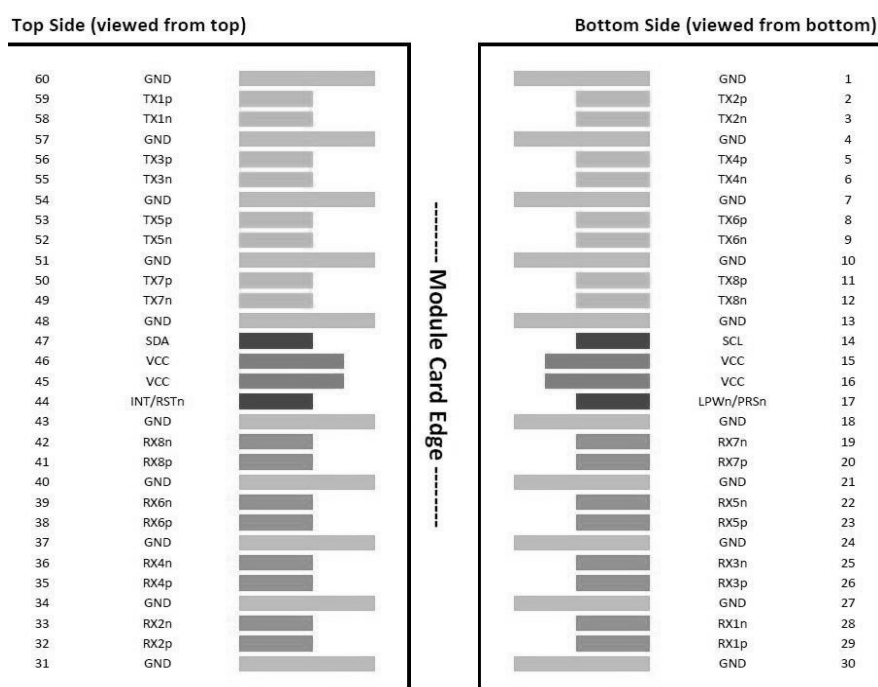 Top Side (viewed from top)
60 GND
59 TX1p
58 TX1n
57 GND
56 TX3p
55 TX3n
54 GND
53 TX5p
52 TX5n
51 GND
50 TX7p
49 TX7n
48 GND
47 SDA
46 VCC
45 VCC
44 INT/RSTn
43 GND
42 RX8n
41 RX8p
40 GND
39 RX6n
38 RX6p
37 GND
36 RX4n
35 RX4p
34 GND
33 RX2n
32 RX2p
31 GND
-------- Module Card Edge --------
Bottom Side (viewed from bottom)
GND 1
TX2p 2
TX2n 3
GND 4
TX4p 5
TX4n 6
GND 7
TX6p 8
TX6n 9
GND 10
TX8p 11
TX8n 12
GND 13
SCL 14
VCC 15
VCC 16
LPWn/PRSn 17
GND 18
RX7n 19
RX7p 20
GND 21
RX5n 22
RX5p 23
GND 24
RX3n 25
RX3p 26
GND 27
RX1n 28
RX1p 29
GND 30